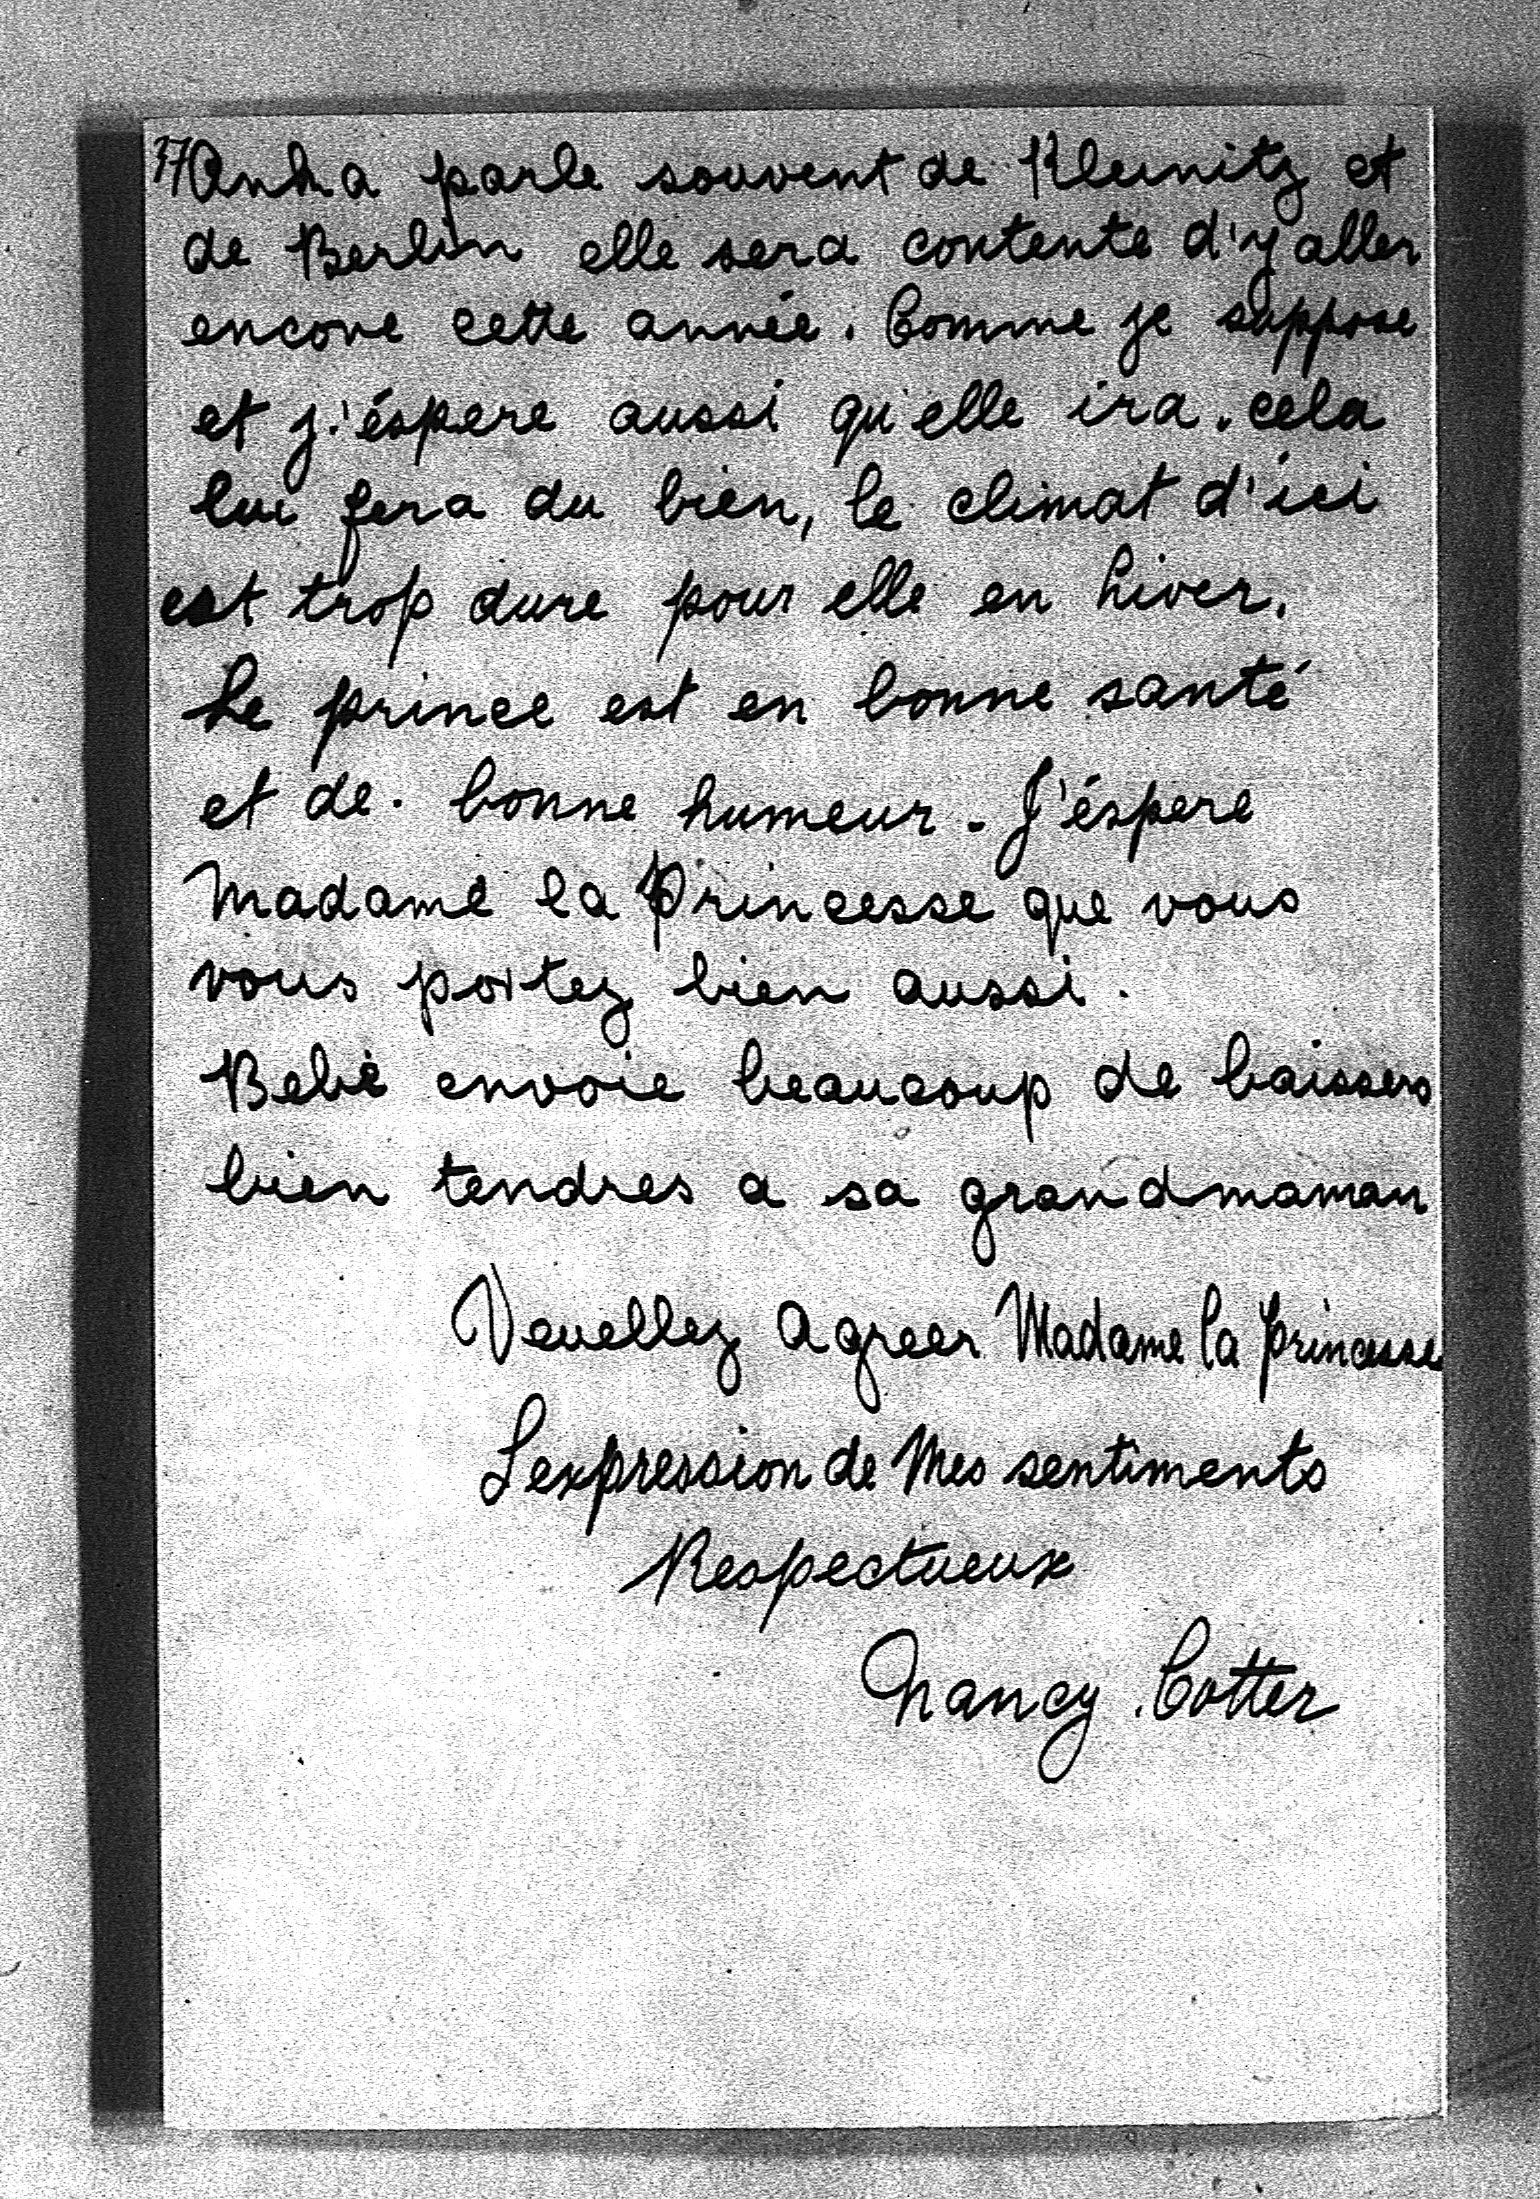 37 Anka parle souvent de Kleinitz et
de Berlin elle sera contente d'y aller
encore cette année. Comme je suppose
et j'éspere aussi qu'elle ira. cela
lui fera du bien, le climat d'ici
est trop dure pour elle en hiver.
Le prince est en bonne santé
et de. bonne humeur. J'éspere
Madame la Princesse que vous
vous portez bien aussi.
Bebé envoie beaucoup de baissers
bien tendres a sa grandmaman
Veuellez Agreer Madame la princesse
L'expression de Mes sentiments
Respectueux
Nancy Cotter